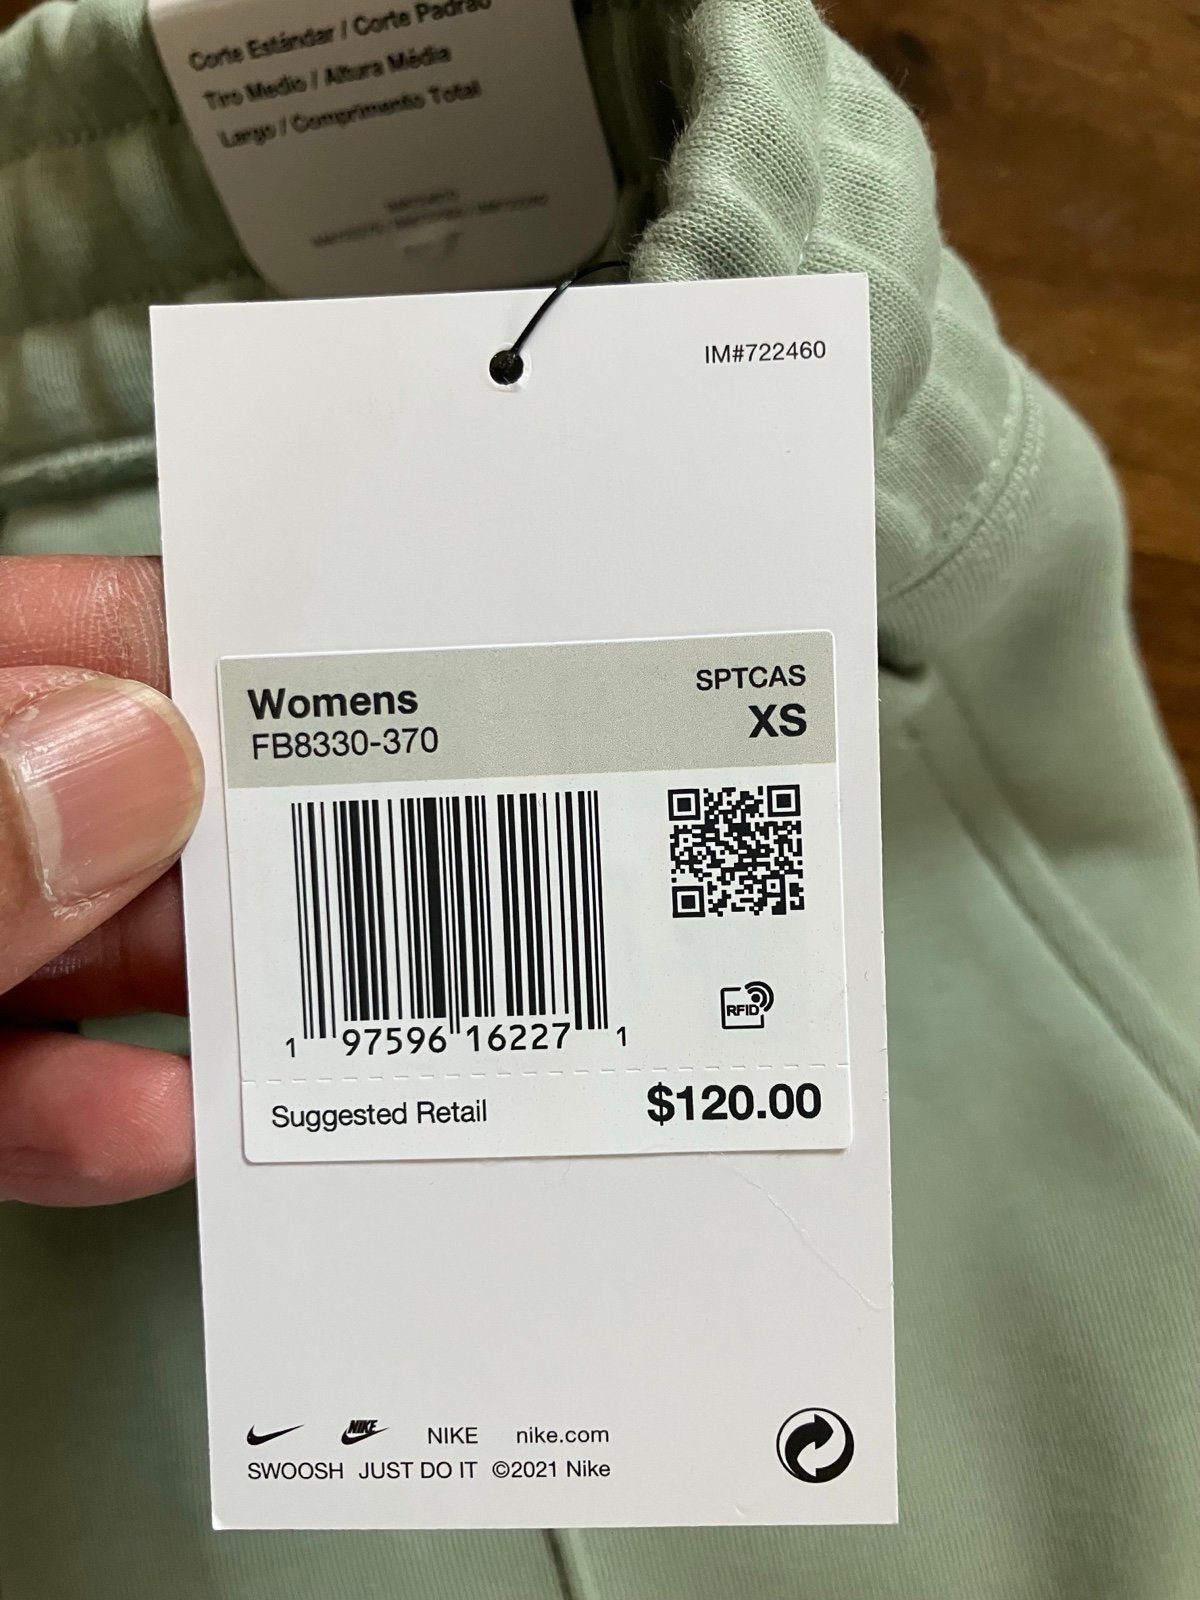 Corte Estándar / Corte Padrão
Tiro Medio / Altura Média
Largo / Comprimento Total
IM#722460
Womens
SPTCAS
FB8330-370
XS
RFID
1 97596 16227 1
Suggested Retail
$120.00
NIKE NIKE nike.com
SWOOSH JUST DO IT ©2021 Nike